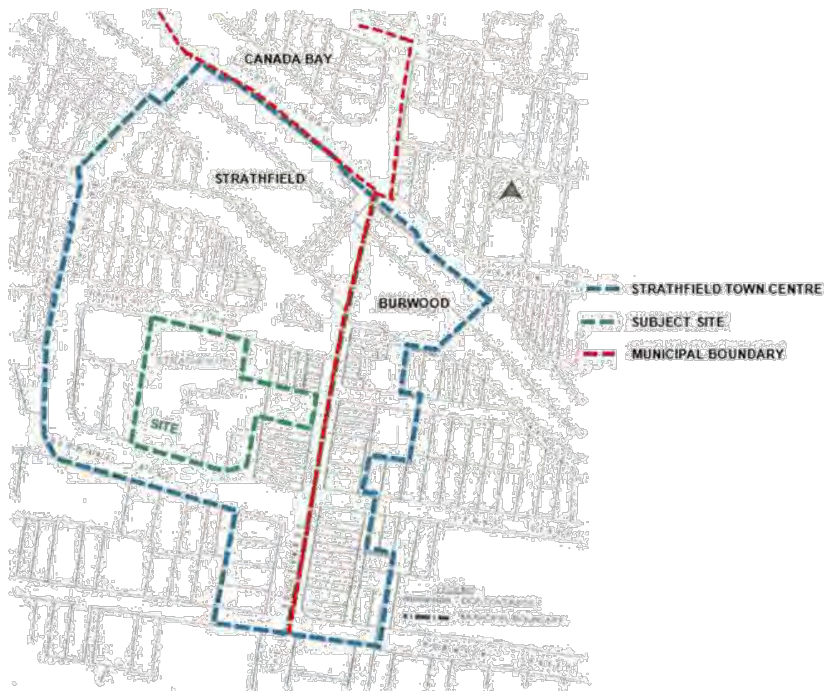 CANADA BAY
STRATHFIELD
BURWOOD
STRATHFIELD TOWN CENTRE
SUBJECT SITE
MUNICIPAL BOUNDARY
SITE